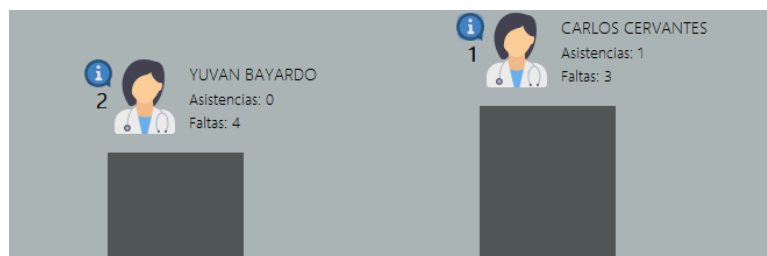 1
CARLOS CERVANTES
Asistencias: 1
Faltas: 3
2
YUVAN BAYARDO
Asistencias: 0
Faltas: 4